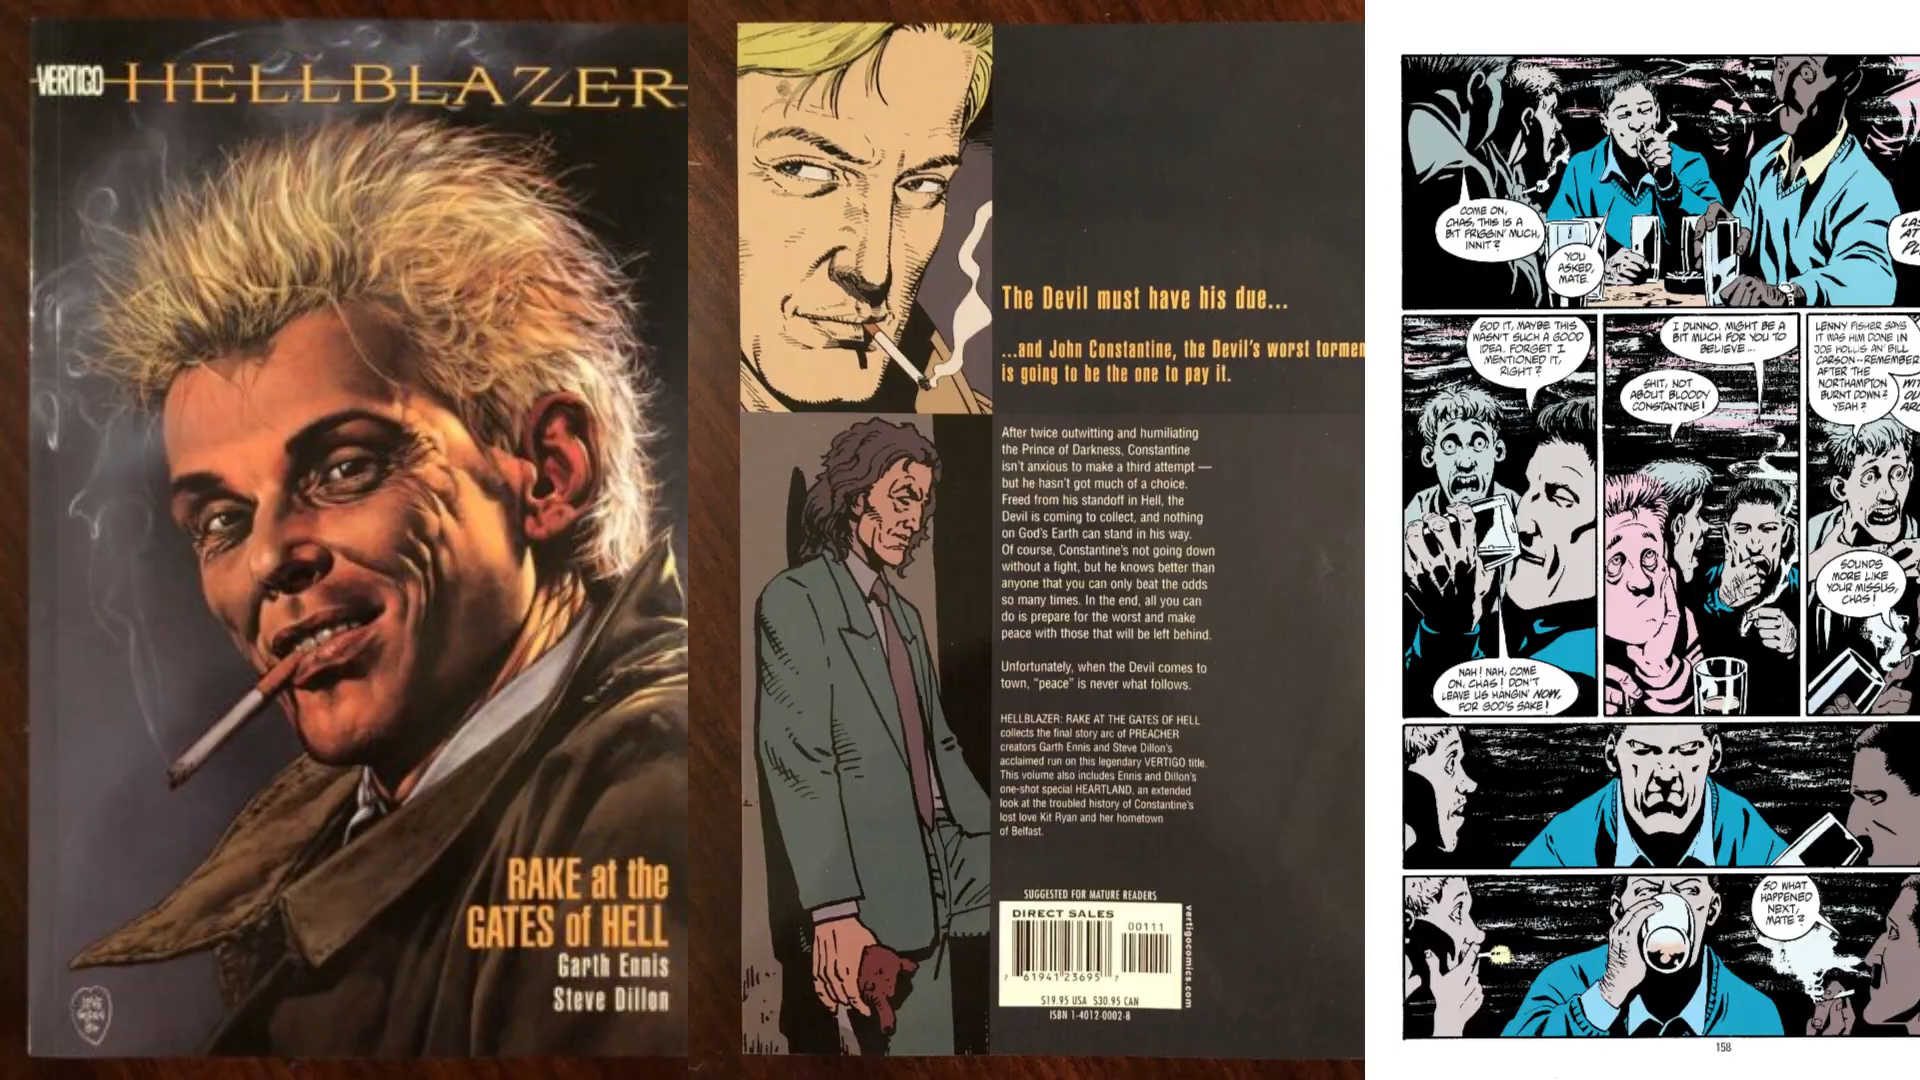 VERTIGO HELLBLAZER
RAKE at the
GATES of HELL
Garth Ennis
Steve Dillon
The Devil must have his due...
...and John Constantine, the Devil's worst
is going to be the one to pay it.
After twice outwitting and humiliating
the Prince of Darkness, Constantine
isn't anxious to make a third attempt —
but he hasn't got much of a choice.
Freed from his standoff in Hell, the
Devil is coming to collect, and nothing
on God's Earth can stand in his way.
Of course, Constantine's not going down
without a fight, but he knows better than
anyone that you can only beat the odds
so many times. In the end, all you can
do is prepare for the worst and make
peace with those that will be left behind.
Unfortunately, when the Devil comes to
town, “peace” is never what follows.
HELLBLAZER: RAKE AT THE GATES OF HELL
collects the final story arc of PREACHER
creators Garth Ennis and Steve Dillon's
acclaimed run on this legendary VERTIGO title.
This volume also includes Ennis and Dillon's
one-shot special HEARTLAND, an extended
look at the troubled history of Constantine's
lost love Kit Ryan and her hometown
of Belfast.
SUGGESTED FOR MATURE READERS
DIRECT SALES
00111
7 61941 23695 7
$19.95 USA $30.95 CAN
ISBN 1-4012-0002-8
vertigocomics.com
COME ON,
CHAS, THIS IS A
BIT FRIGGIN' MUCH,
INNIT?
YOU
ASKED,
MATE.
SOD IT, MAYBE THIS
WASN'T SUCH A GOOD
IDEA. FORGET I
MENTIONED IT,
RIGHT?
NAH! NAH, COME
ON, CHAS! DON'T
LEAVE US HANGIN' NOW,
FOR GOD'S SAKE!
I DUNNO. MIGHT BE A
BIT MUCH FOR YOU TO
BELIEVE...
SHIT, NOT
ABOUT BLOODY
CONSTANTINE!
LENNY FISHER SAYS
IT WAS HIM DONE IN
JOE HOLLIS AN' BILL
CARSON--REMEMBER
AFTER THE
NORTHAMPTON
BURNT DOWN?
YEAH?
SOUNDS
MORE LIKE
YOUR MISSUS,
CHAS!
SO WHAT
HAPPENED
NEXT,
MATE?
158